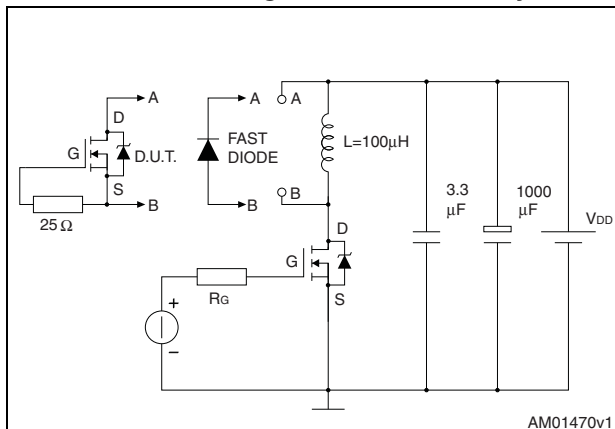 A
D
G
D.U.T.
S
B
25 Ω
A
FAST
DIODE
B
A
B
L=100µH
D
G
S
RG
+
–
3.3
µF
1000
µF
VDD
AM01470v1